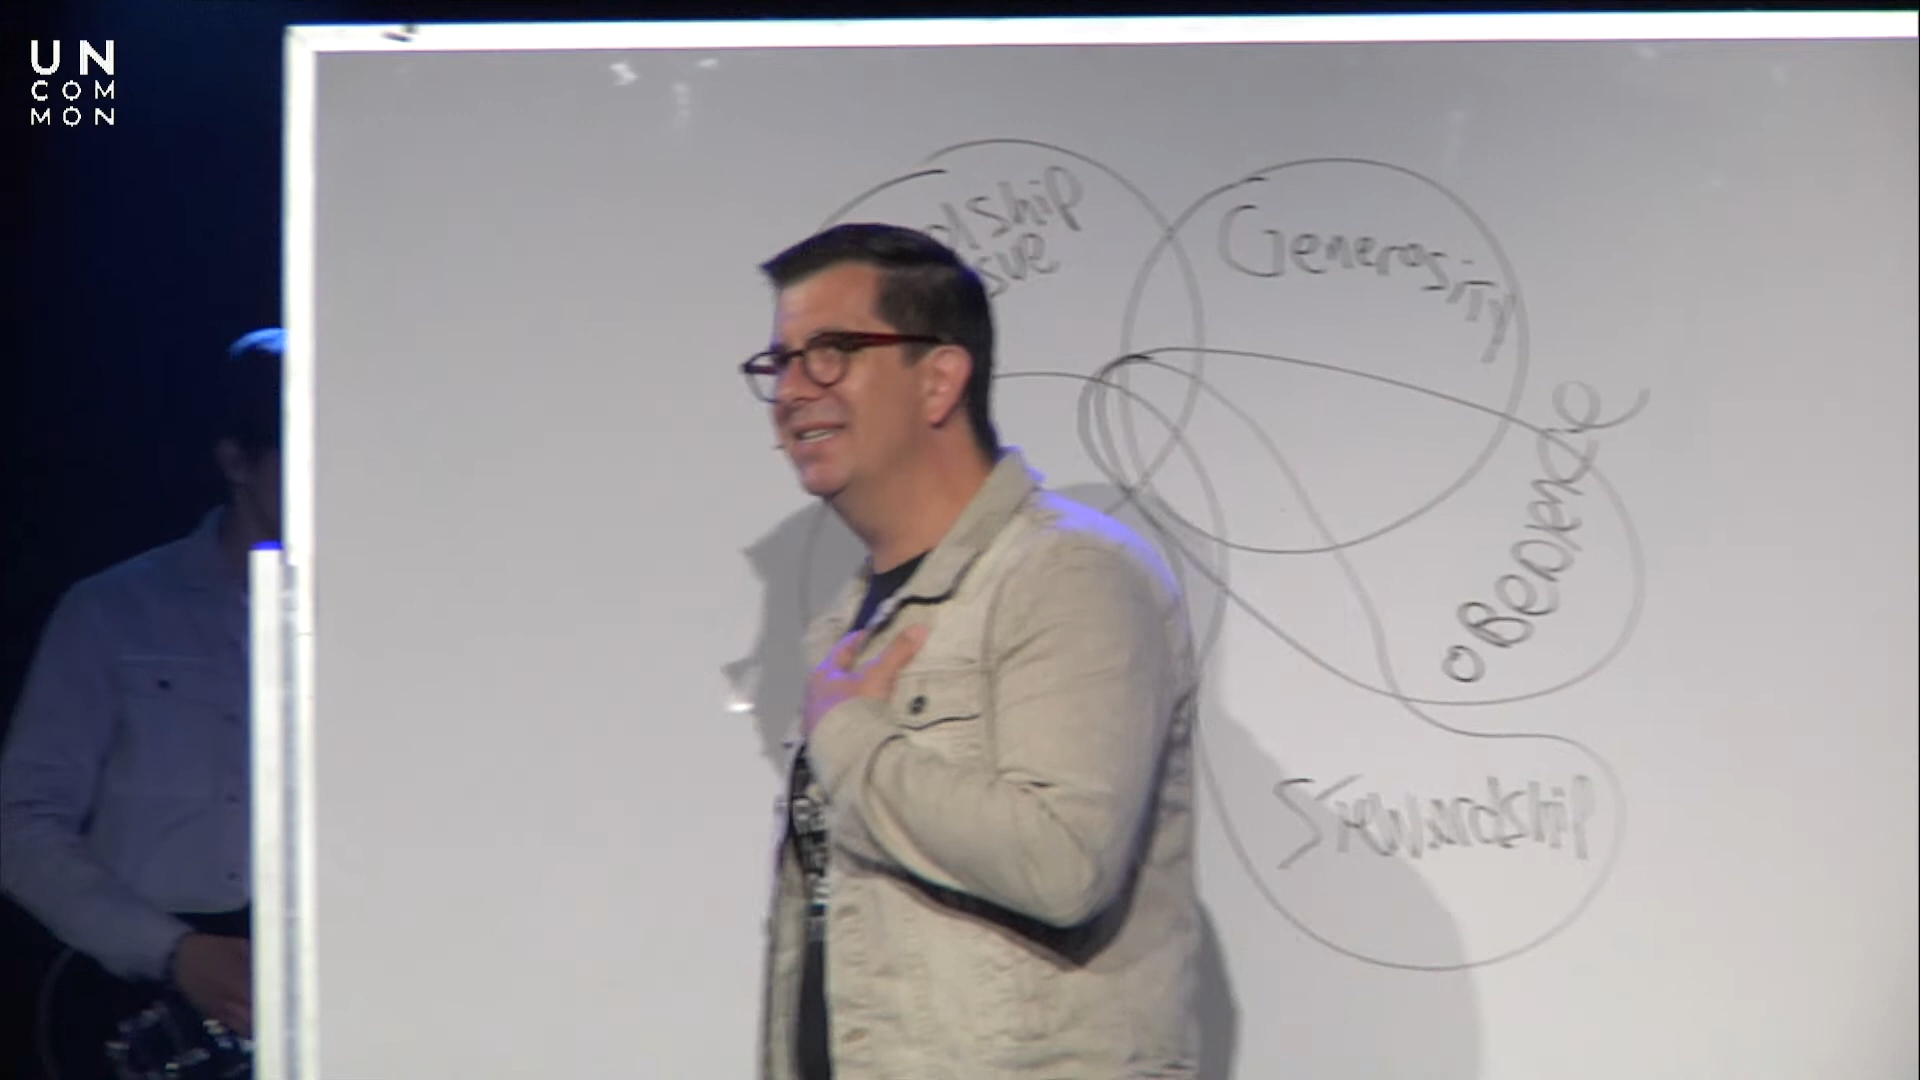 UN
COM
MON
Generosity
OBEDIENCE
Stewardship